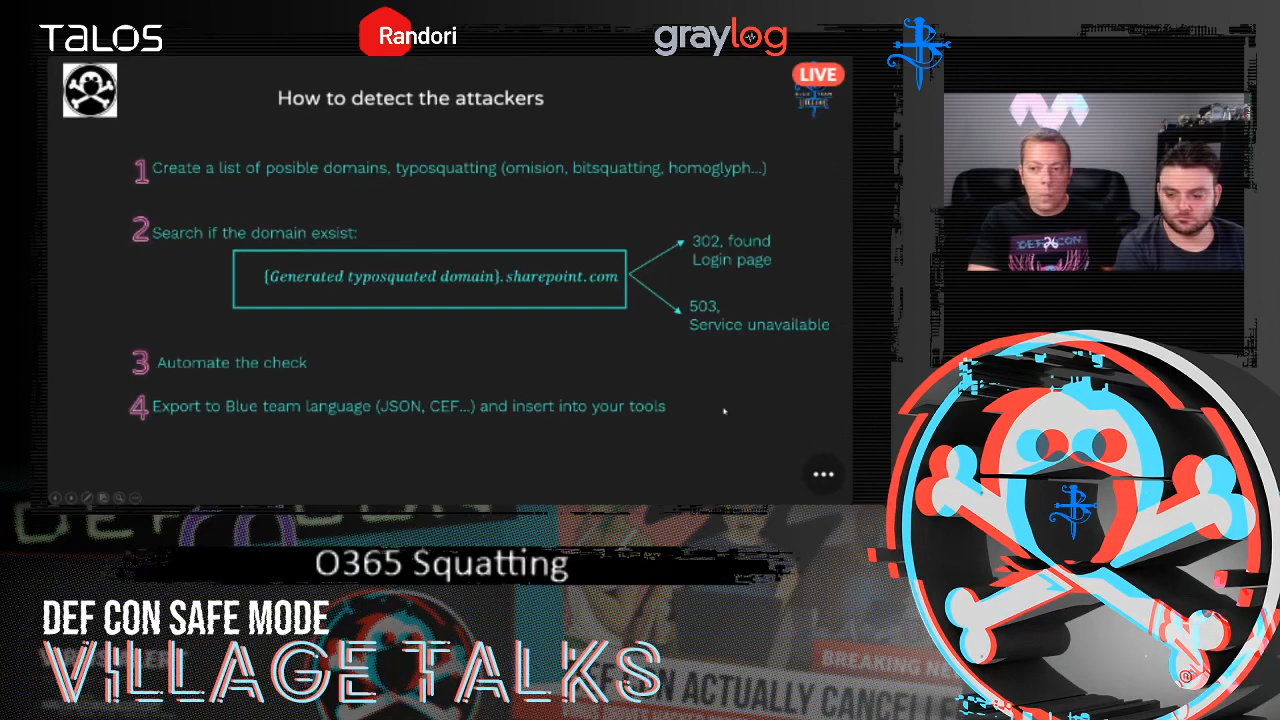 TALOS
Randori
graylog
LIVE
How to detect the attackers
1 Create a list of posible domains, typosquatting (omision, bitsquatting, homoglyph...)
2 Search if the domain exsist:
{Generated typosquated domain}.sharepoint.com
302, found
Login page
503,
Service unavailable
3 Automate the check
4 Export to Blue team language (JSON, CEF...) and insert into your tools
DEFCON
DEF CON
O365 Squatting
DEF CON SAFE MODE
VILLAGE TALKS
BREAKING NE
ACTUALLY CANCELLE